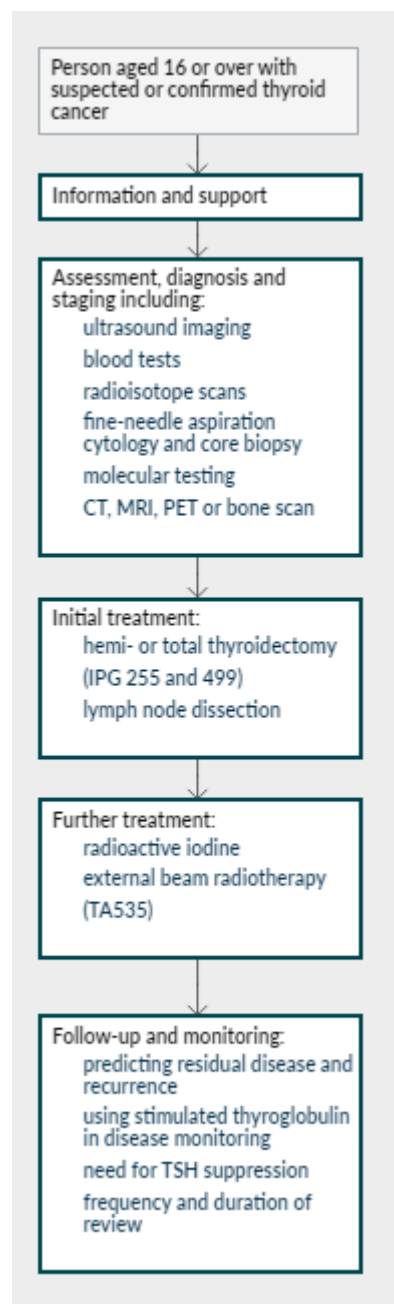 Person aged 16 or over with
suspected or confirmed thyroid
cancer
Information and support
Assessment, diagnosis and
staging including:
ultrasound imaging
blood tests
radioisotope scans
fine-needle aspiration
cytology and core biopsy
molecular testing
CT, MRI, PET or bone scan
Initial treatment:
hemi- or total thyroidectomy
(IPG 255 and 499)
lymph node dissection
Further treatment:
radioactive iodine
external beam radiotherapy
(TA535)
Follow-up and monitoring:
predicting residual disease and
recurrence
using stimulated thyroglobulin
in disease monitoring
need for TSH suppression
frequency and duration of
review